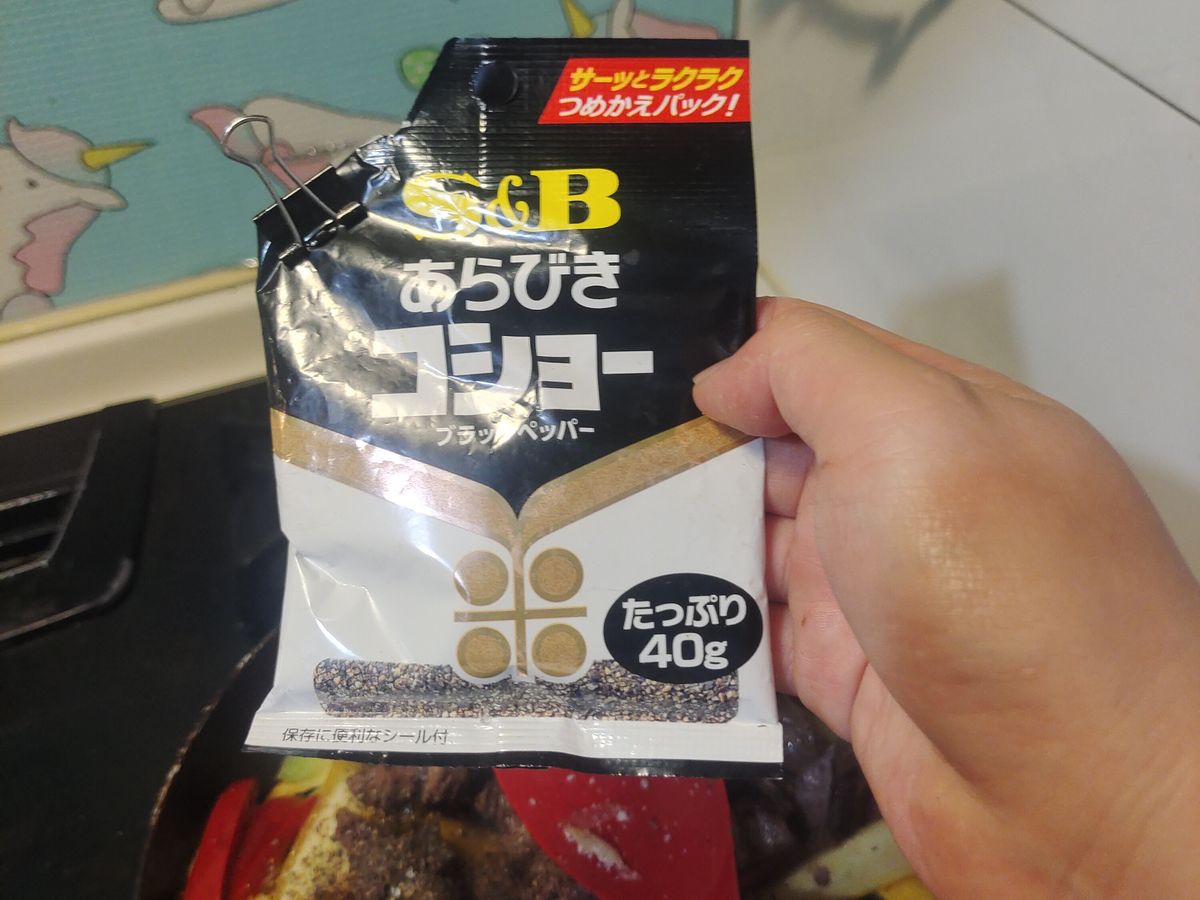 サーッとラクラク
つめかえパック!
S&B
あらびき
コショー
ブラックペッパー
たっぷり
40g
保存に便利なシール付